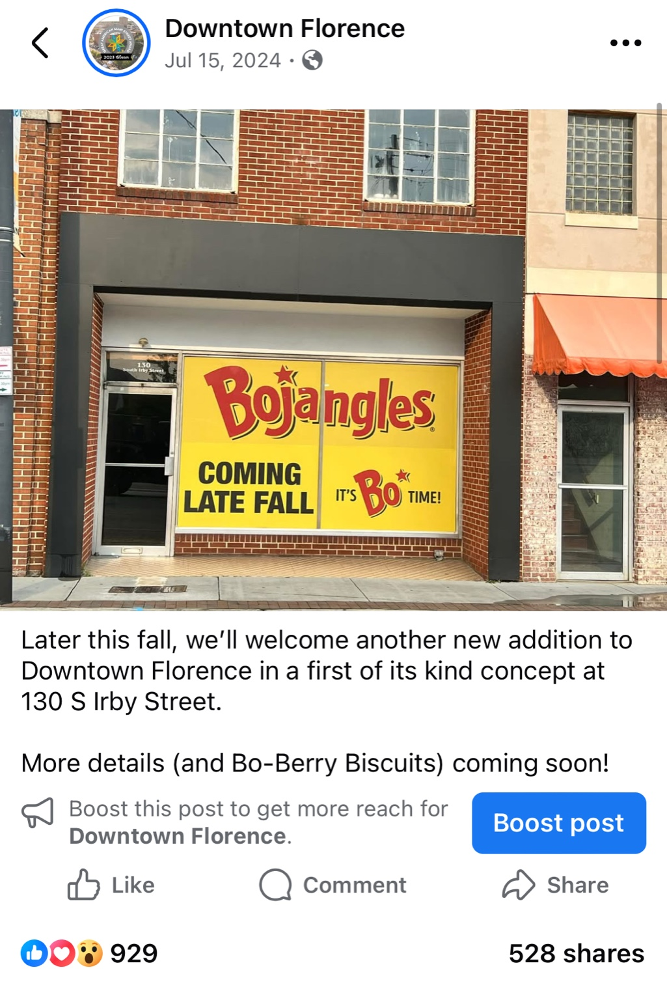 Downtown Florence
Jul 15, 2024 ·
2023 Winner
130
South Irby Street
Bojangles®
COMING
LATE FALL
IT'S Bo TIME!
Later this fall, we’ll welcome another new addition to
Downtown Florence in a first of its kind concept at
130 S Irby Street.
More details (and Bo-Berry Biscuits) coming soon!
Boost this post to get more reach for
Downtown Florence.
Boost post
Like
Comment
Share
929
528 shares